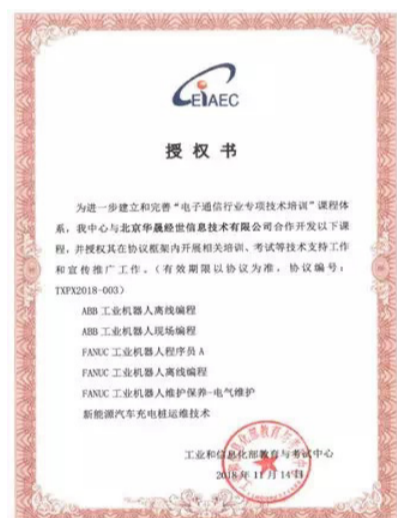 CEIAEC
授权书
为进一步建立和完善“电子通信行业专项技术培训”课程体
系，我中心与北京华晟经世信息技术有限公司合作开发以下课
程，并授权其在协议框架内开展相关培训、考试等技术支持工作
和宣传推广工作。（有效期限以协议为准，协议编号：
TXPX2018-003）
ABB 工业机器人离线编程
ABB 工业机器人现场编程
FANUC 工业机器人程序员 A
FANUC 工业机器人离线编程
FANUC 工业机器人维护保养-电气维护
新能源汽车充电桩运维技术
工业和信息化部教育与考试中心
2018 年 11 月 14 日